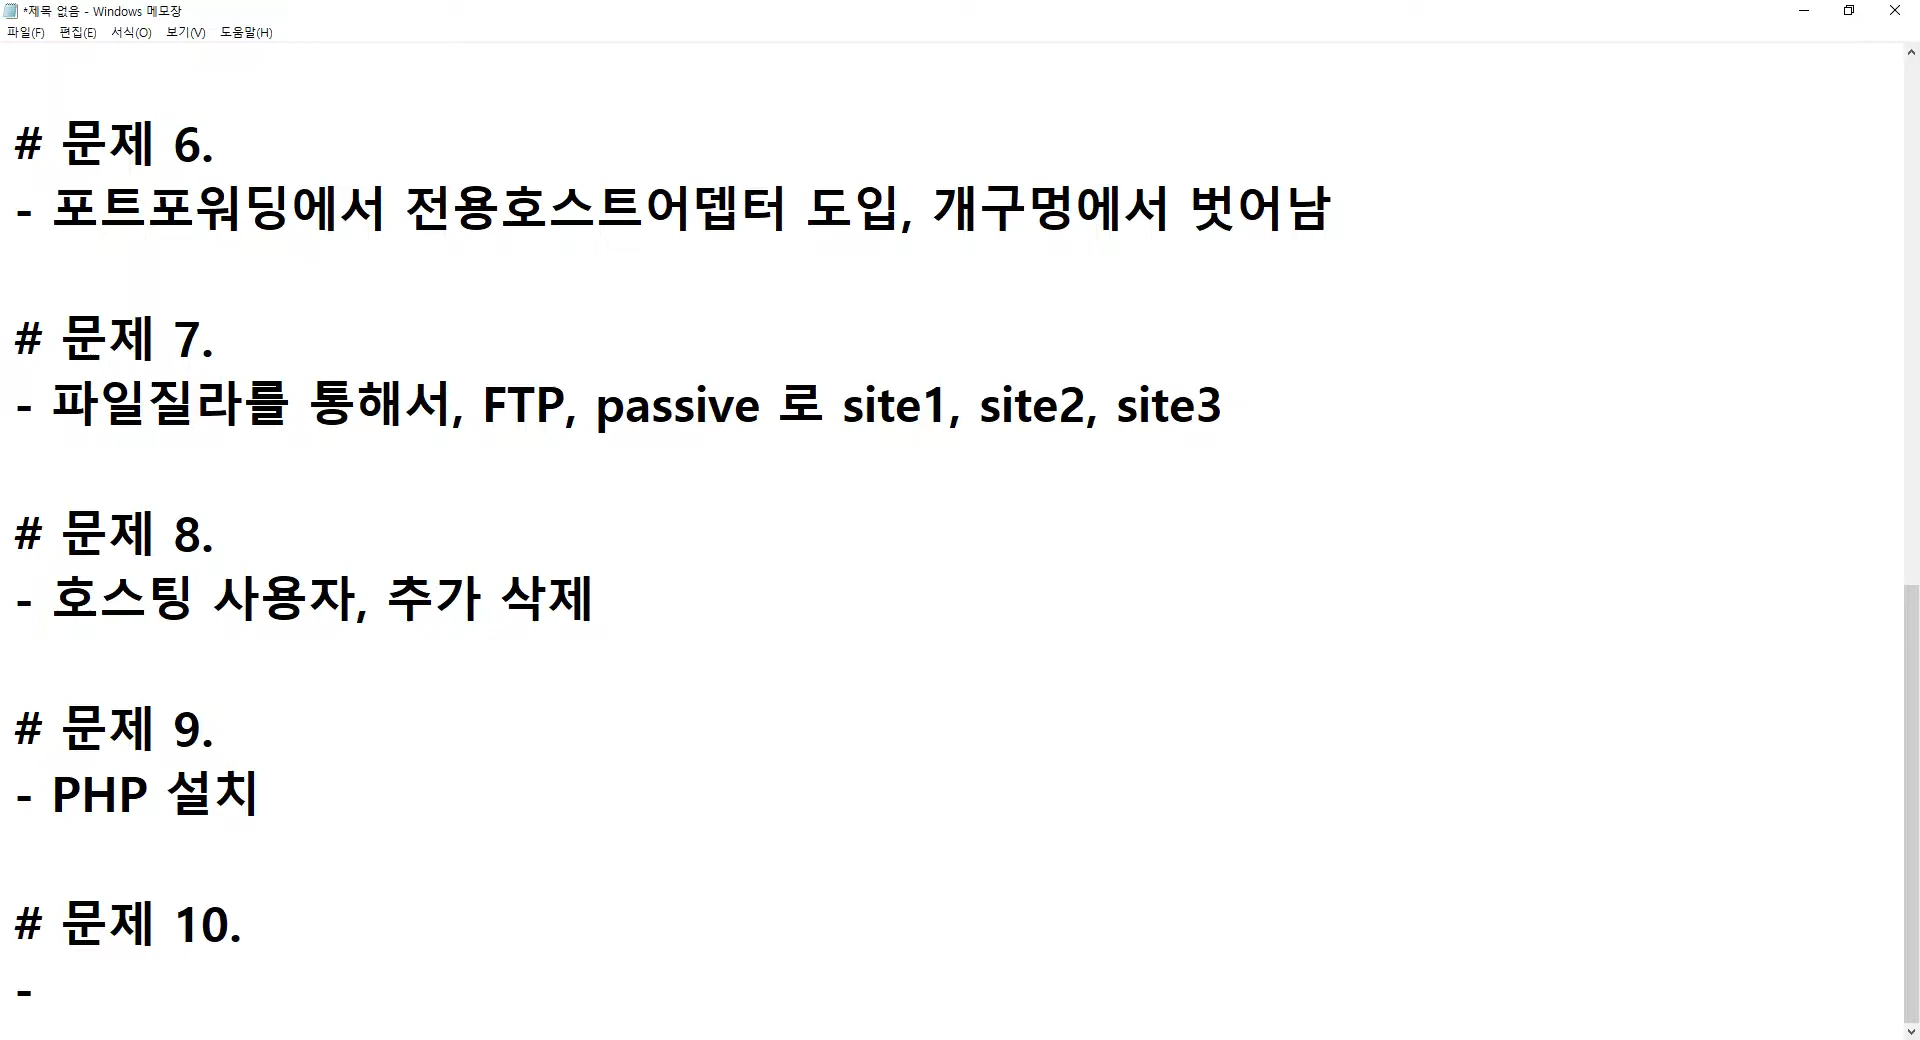 *제목 없음 - Windows 메모장
파일(F) 편집(E) 서식(O) 보기(V) 도움말(H)
# 문제 6.
- 포트포워딩에서 전용호스트어뎁터 도입, 개구멍에서 벗어남
# 문제 7.
- 파일질라를 통해서, FTP, passive 로 site1, site2, site3
# 문제 8.
- 호스팅 사용자, 추가 삭제
# 문제 9.
- PHP 설치
# 문제 10.
-